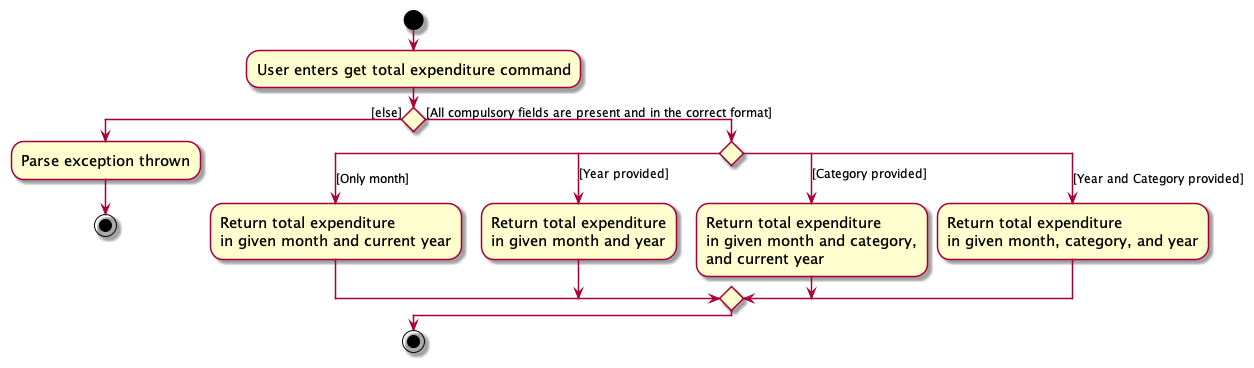 User enters get total expenditure command
[else]
[All compulsory fields are present and in the correct format]
Parse exception thrown
[Only month]
[Year provided]
[Category provided]
[Year and Category provided]
Return total expenditure
in given month and current year
Return total expenditure
in given month and year
Return total expenditure
in given month and category,
and current year
Return total expenditure
in given month, category, and year